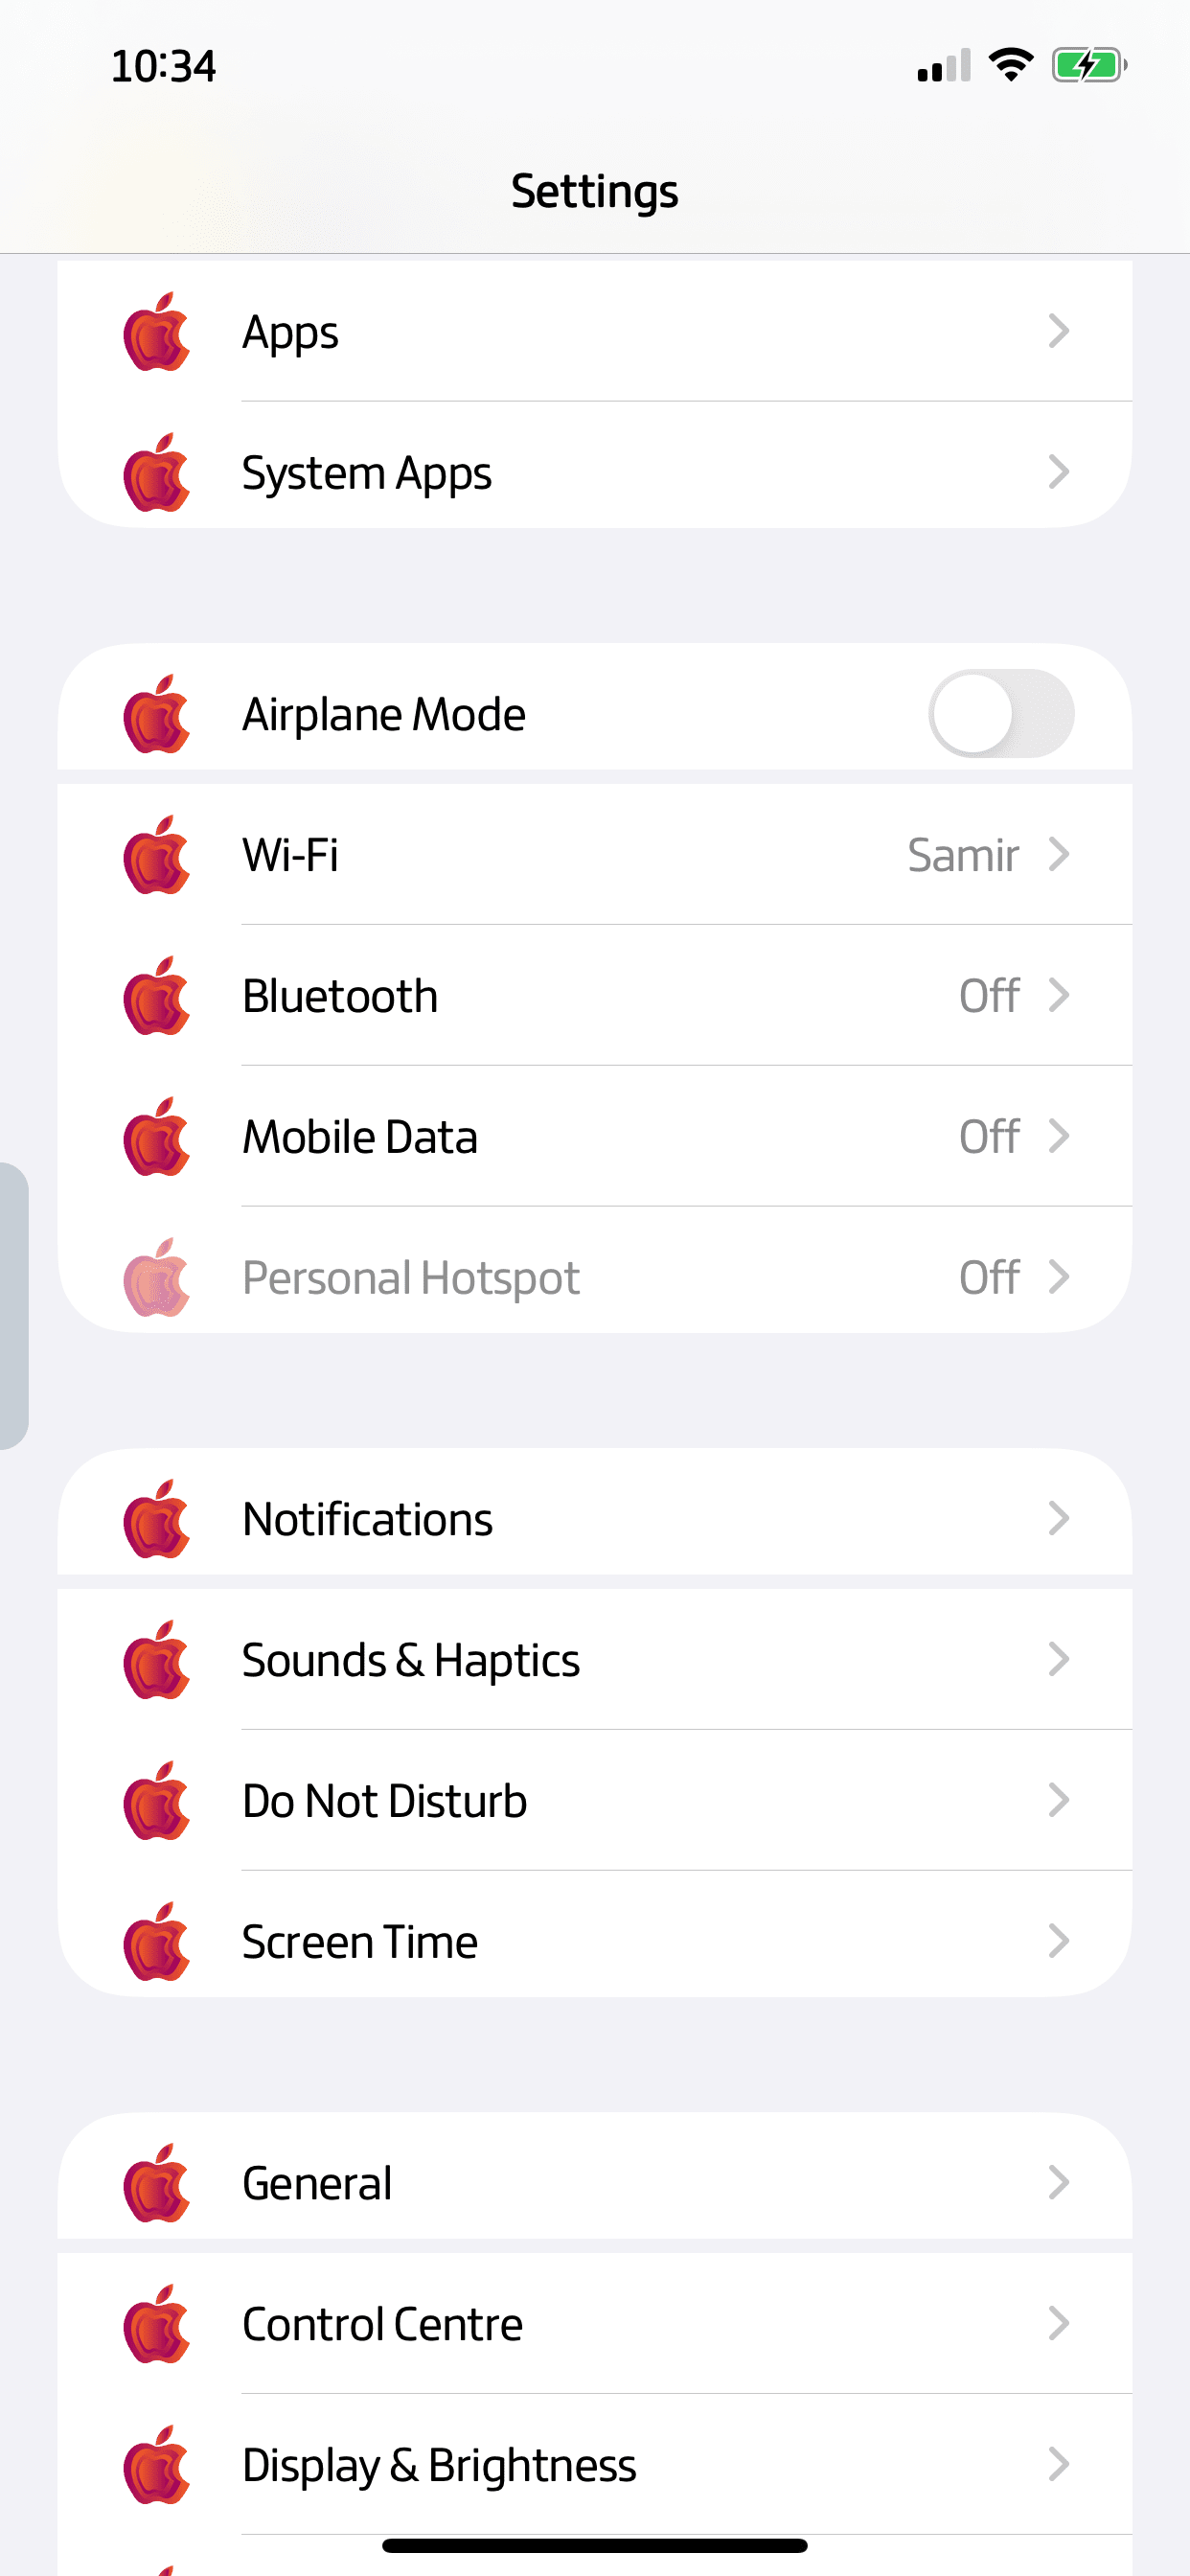 10:34
Settings
Apps
System Apps
Airplane Mode
Wi-Fi Samir
Bluetooth Off
Mobile Data Off
Personal Hotspot Off
Notifications
Sounds & Haptics
Do Not Disturb
Screen Time
General
Control Centre
Display & Brightness